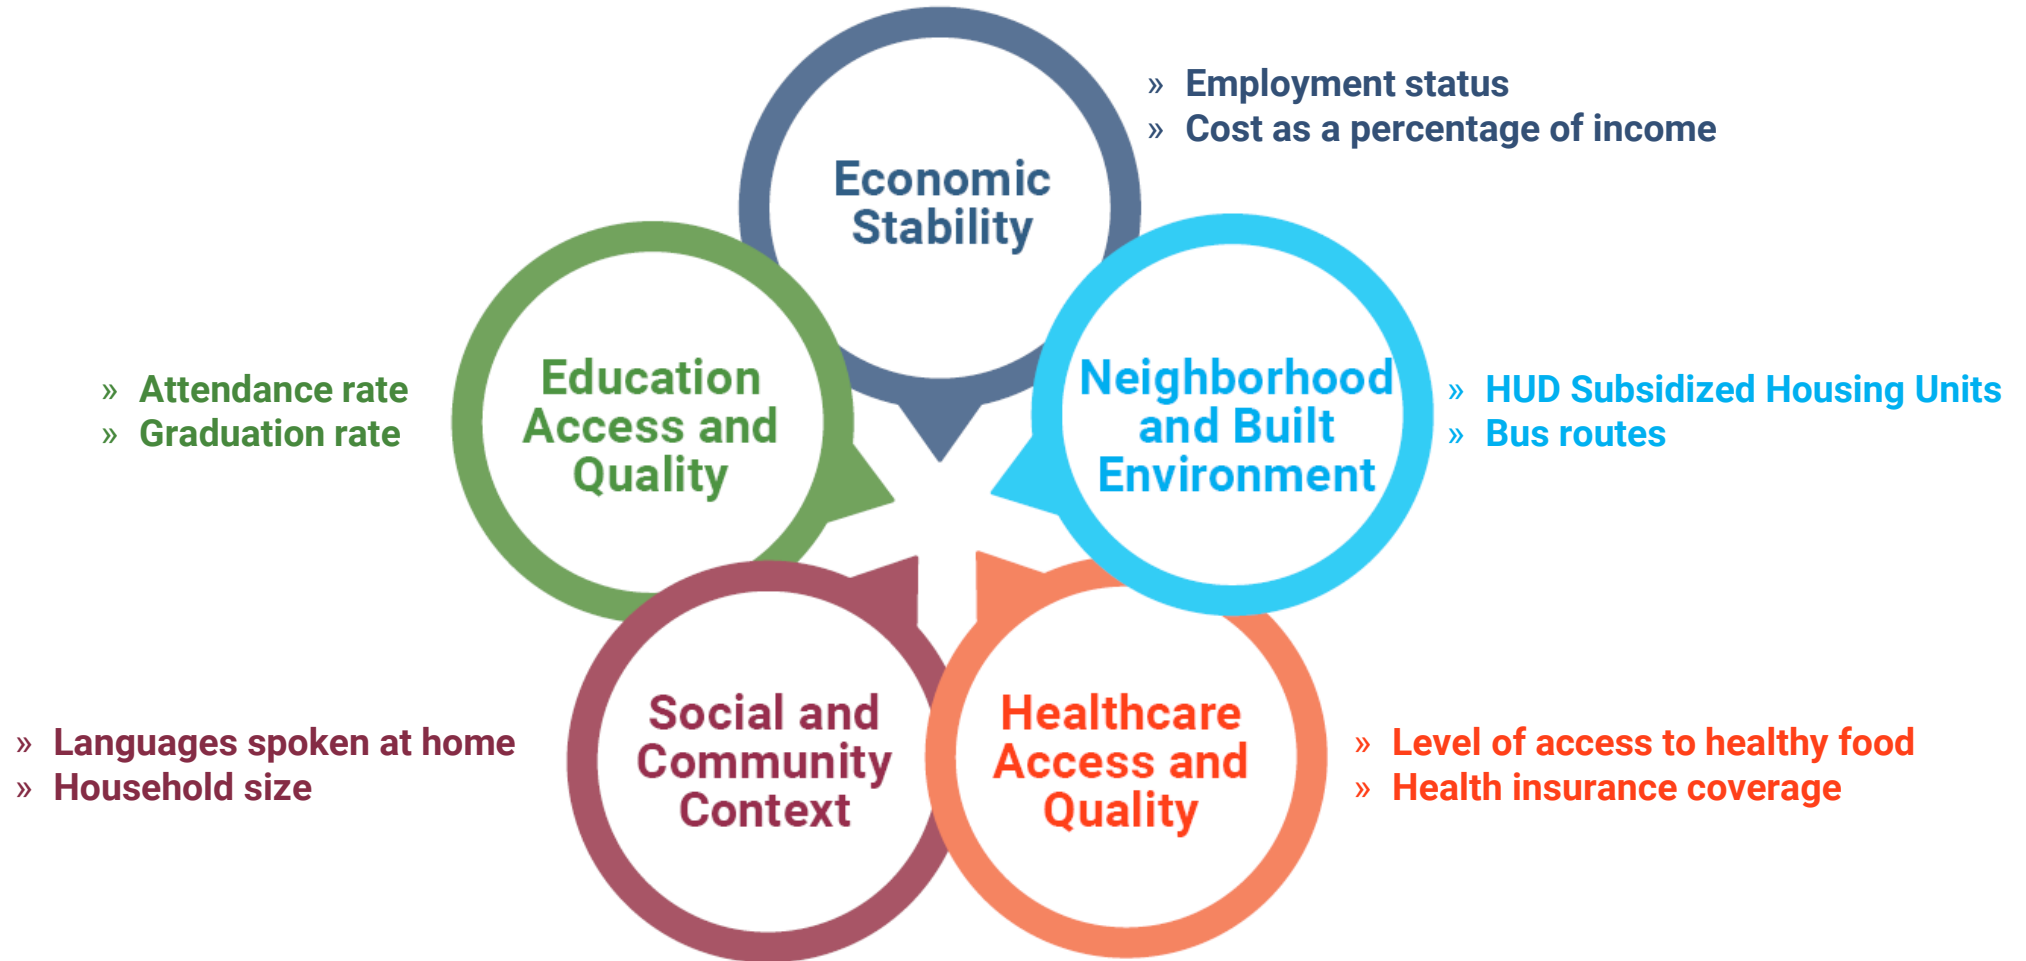 Economic
Stability
» Employment status
» Cost as a percentage of income
Neighborhood
and Built
Environment
» HUD Subsidized Housing Units
» Bus routes
Healthcare
Access and
Quality
» Level of access to healthy food
» Health insurance coverage
Social and
Community
Context
» Languages spoken at home
» Household size
Education
Access and
Quality
» Attendance rate
» Graduation rate